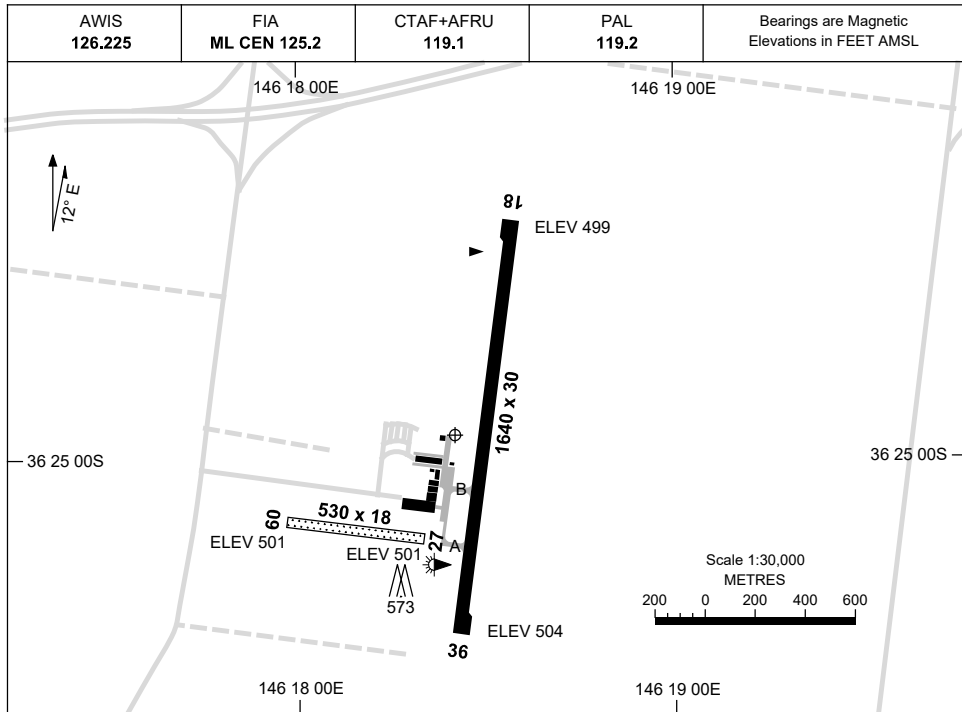 AWIS
126.225
FIA
ML CEN 125.2
CTAF+AFRU
119.1
PAL
119.2
Bearings are Magnetic
Elevations in FEET AMSL
146 18 00E
146 19 00E
12° E
18
ELEV 499
1640 x 30
36 25 00S
36 25 00S
B
530 x 18
09
ELEV 501
27
A
ELEV 501
573
Scale 1:30,000
METRES
200 0 200 400 600
ELEV 504
36
146 18 00E
146 19 00E